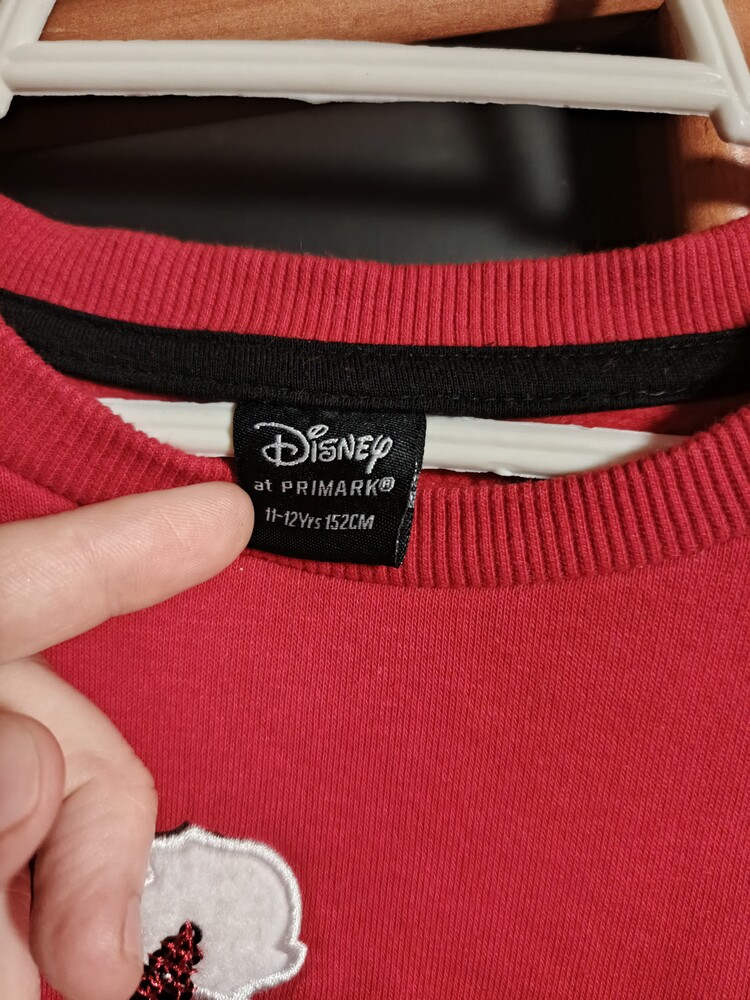 Disney
at PRIMARK®
11-12Yrs 152CM